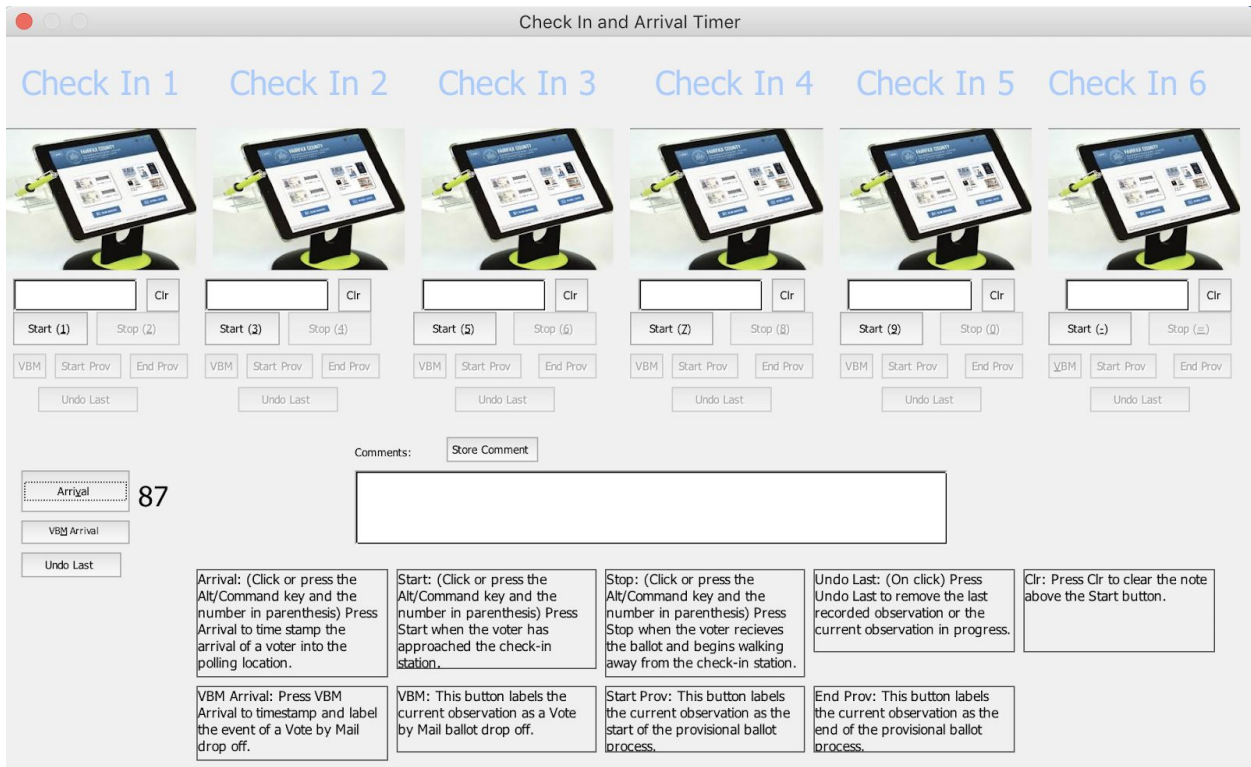 Check In and Arrival Timer
Check In 1 Check In 2 Check In 3 Check In 4 Check In 5 Check In 6
FAIRFAX COUNTY FAIRFAX COUNTY FAIRFAX COUNTY FAIRFAX COUNTY FAIRFAX COUNTY FAIRFAX COUNTY
Clr Clr Clr Clr Clr Clr
Start (1) Stop (2) Start (3) Stop (4) Start (5) Stop (6) Start (7) Stop (8) Start (9) Stop (0) Start (-) Stop (=)
VBM Start Prov End Prov VBM Start Prov End Prov VBM Start Prov End Prov VBM Start Prov End Prov VBM Start Prov End Prov VBM Start Prov End Prov
Undo Last Undo Last Undo Last Undo Last Undo Last Undo Last
Comments: Store Comment
Arrival 87
VBM Arrival
Undo Last
Arrival: (Click or press the
Alt/Command key and the
number in parenthesis) Press
Arrival to time stamp the
arrival of a voter into the
polling location.
Start: (Click or press the
Alt/Command key and the
number in parenthesis) Press
Start when the voter has
approached the check-in
station.
Stop: (Click or press the
Alt/Command key and the
number in parenthesis) Press
Stop when the voter recieves
the ballot and begins walking
away from the check-in station.
Undo Last: (On click) Press
Undo Last to remove the last
recorded observation or the
current observation in progress.
Clr: Press Clr to clear the note
above the Start button.
VBM Arrival: Press VBM
Arrival to timestamp and label
the event of a Vote by Mail
drop off.
VBM: This button labels the
current observation as a Vote
by Mail ballot drop off.
Start Prov: This button labels
the current observation as the
start of the provisional ballot
process.
End Prov: This button labels
the current observation as the
end of the provisional ballot
process.